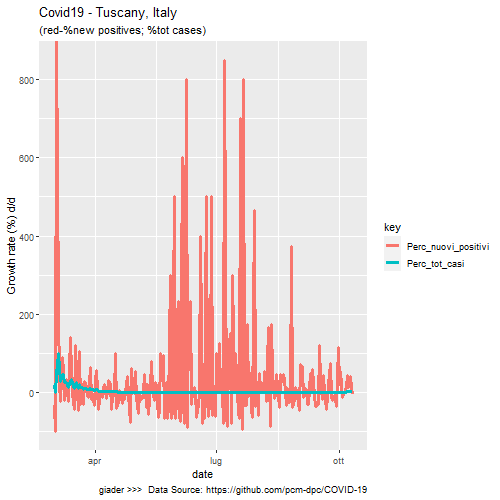 Covid19 - Tuscany, Italy
(red-%new positives; %tot cases)
Growth rate (%) d/d
800
600
400
200
0
apr
lug
ott
date
key
Perc_nuovi_positivi
Perc_tot_casi
giader >>> Data Source: https://github.com/pcm-dpc/COVID-19